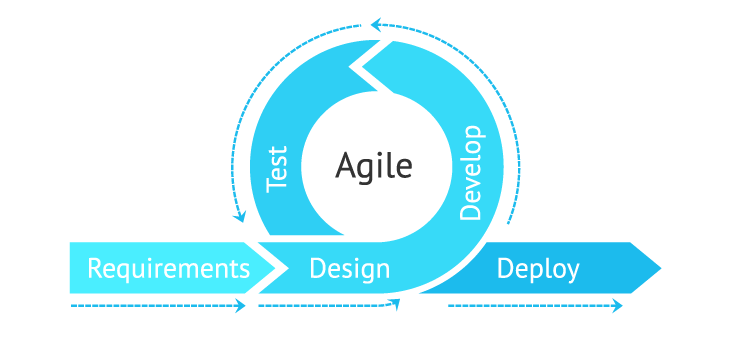 Agile
Test
Develop
Requirements
Design
Deploy